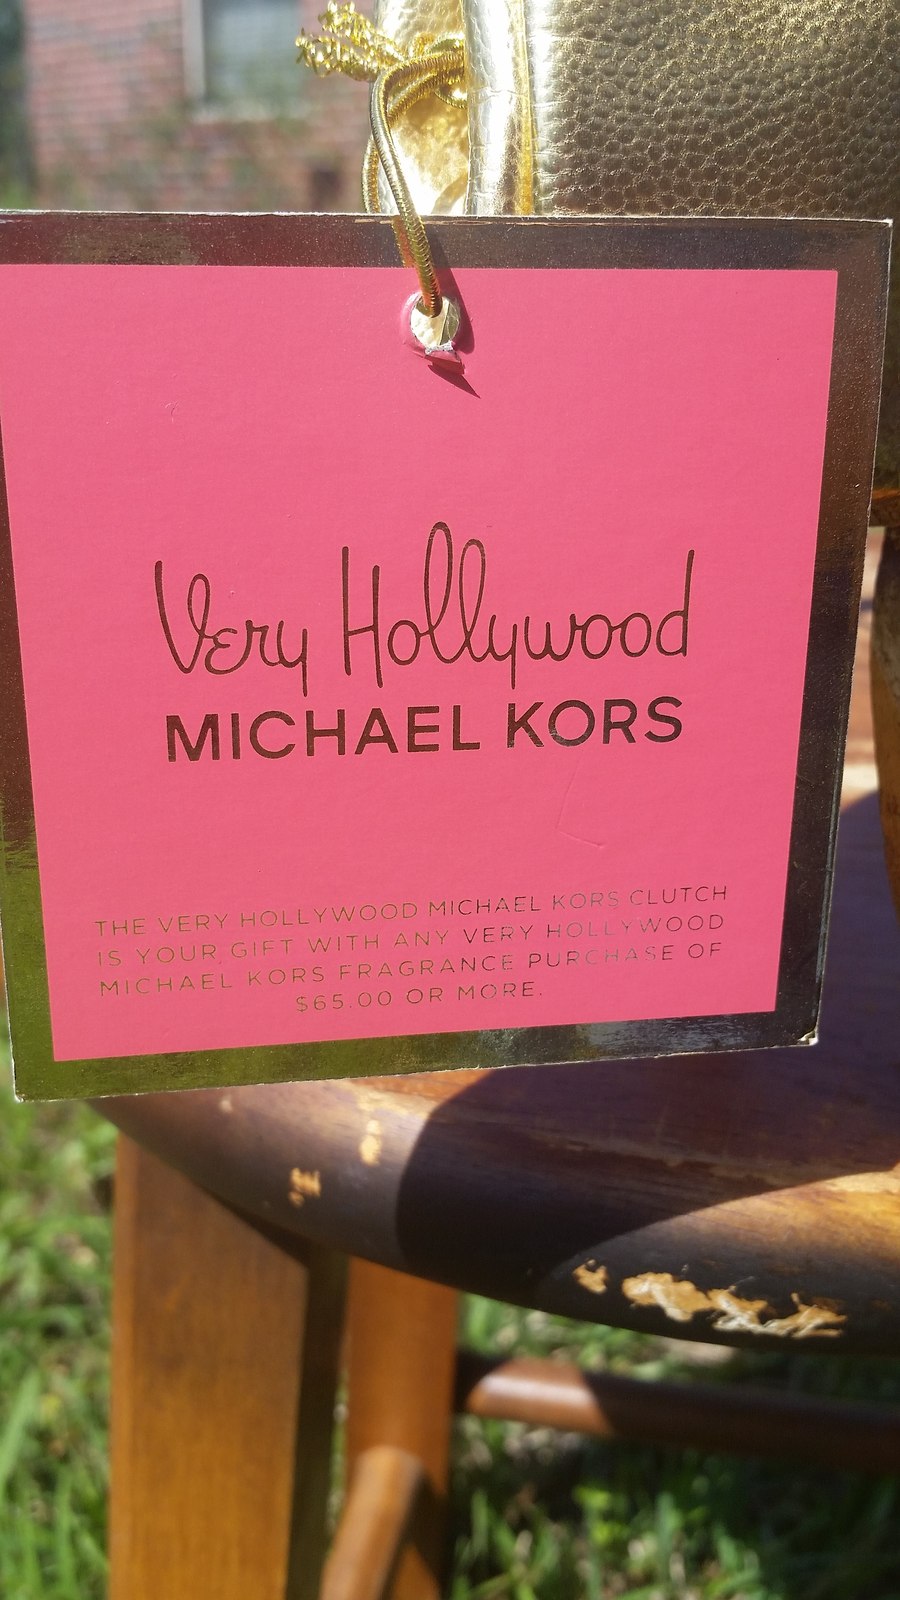 Very Hollywood
MICHAEL KORS
THE VERY HOLLYWOOD MICHAEL KORS CLUTCH
IS YOUR GIFT WITH ANY VERY HOLLYWOOD
MICHAEL KORS FRAGRANCE PURCHASE OF
$65.00 OR MORE.